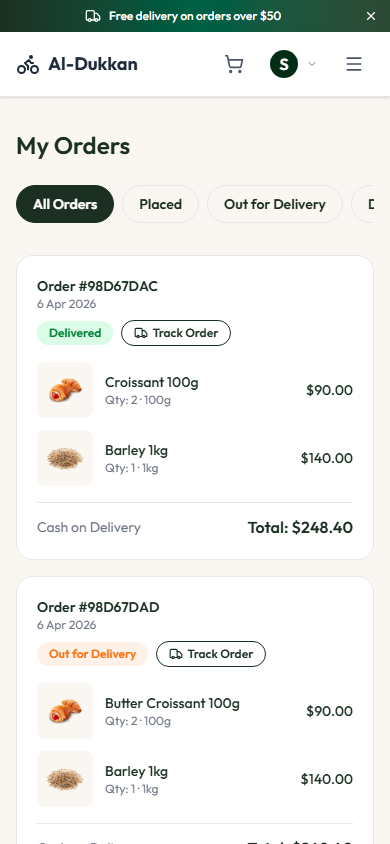 Free delivery on orders over $50
Al-Dukkan
S
My Orders
All Orders
Placed
Out for Delivery
Order #98D67DAC
6 Apr 2026
Delivered
Track Order
Croissant 100g
$90.00
Qty: 2 · 100g
Barley 1kg
$140.00
Qty: 1 · 1kg
Cash on Delivery
Total: $248.40
Order #98D67DAD
6 Apr 2026
Out for Delivery
Track Order
Butter Croissant 100g
$90.00
Qty: 2 · 100g
Barley 1kg
$140.00
Qty: 1 · 1kg